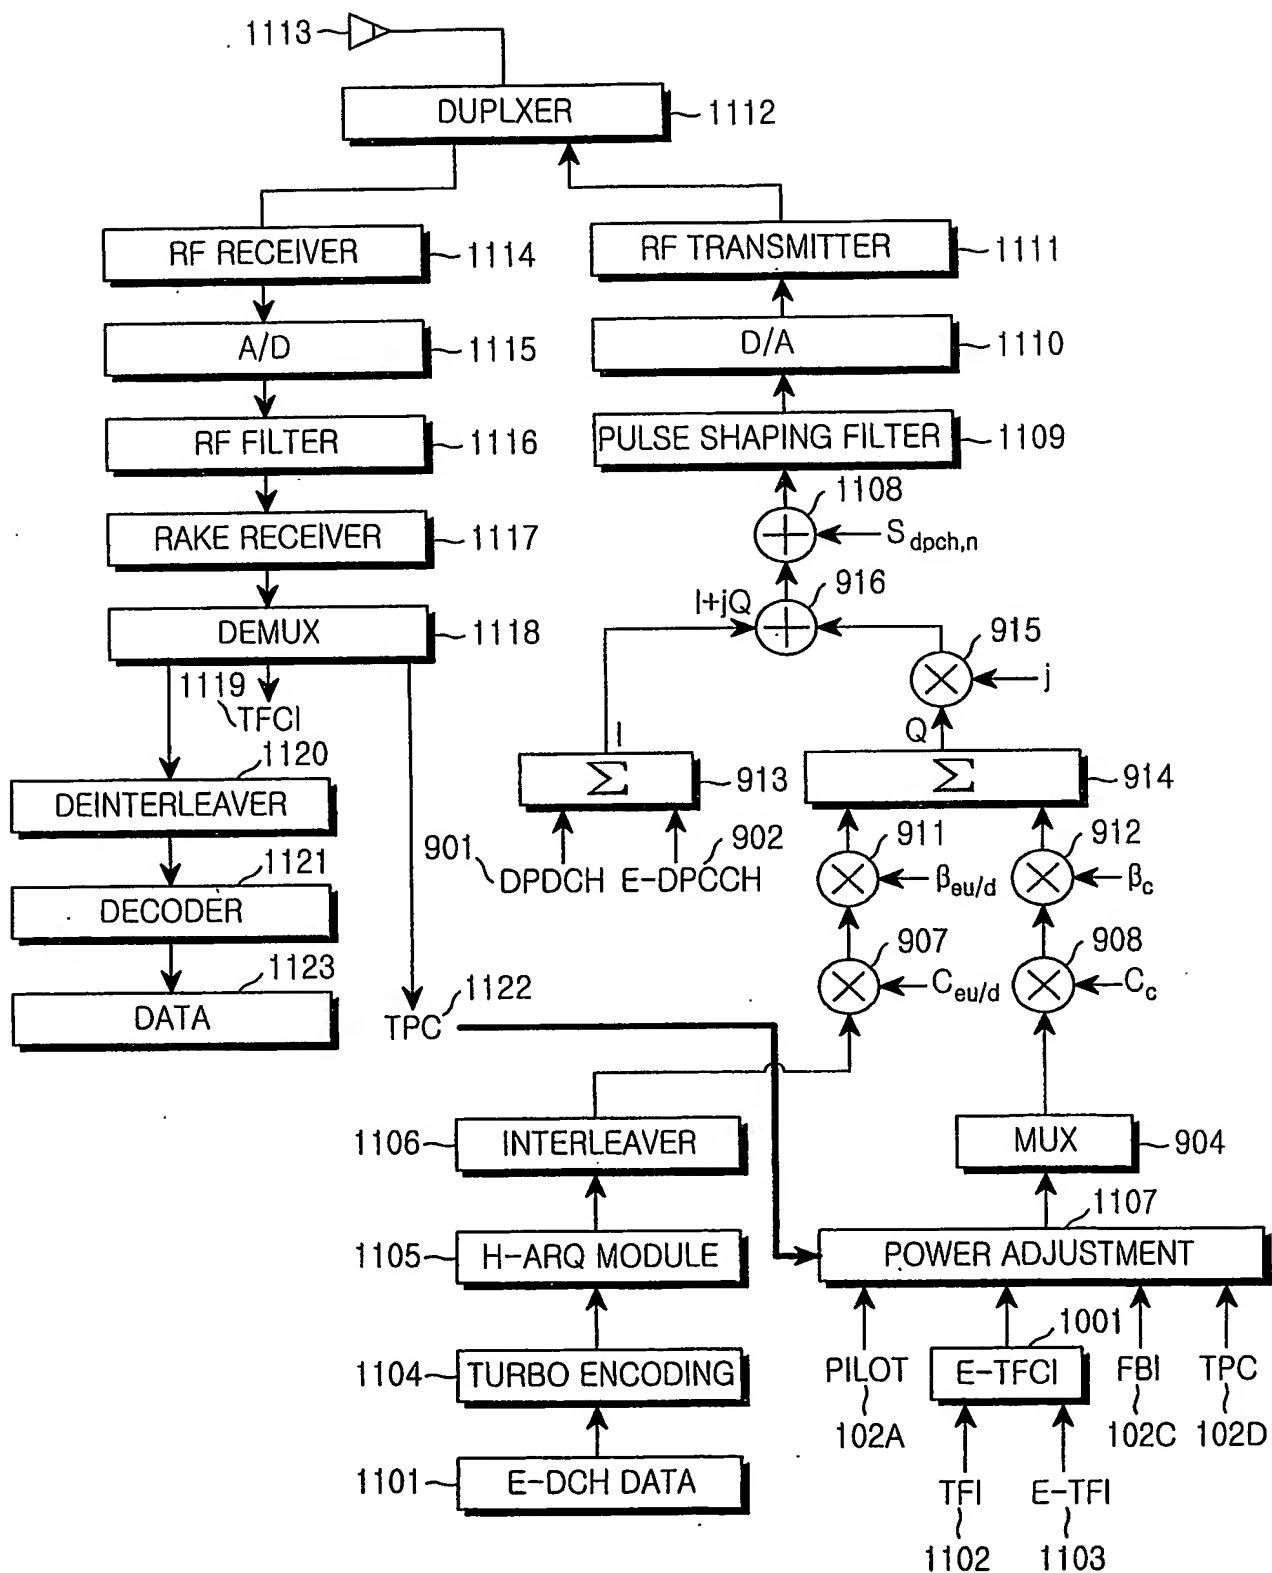 1113
DUPLXER
1112
RF RECEIVER
1114
RF TRANSMITTER
1111
A/D
1115
D/A
1110
RF FILTER
1116
PULSE SHAPING FILTER
1109
RAKE RECEIVER
1117
1108
S dpch,n
DEMUX
1118
I+jQ
916
915
j
1119
TFCI
I
Q
1120
DEINTERLEAVER
Σ
913
Σ
914
901
DPDCH
902
E-DPCCH
911
βeu/d
912
βc
1121
DECODER
907
Ceu/d
908
Cc
1123
DATA
1122
TPC
1106
INTERLEAVER
MUX
904
1107
1105
H-ARQ MODULE
POWER ADJUSTMENT
1001
1104
TURBO ENCODING
PILOT
E-TFCI
FBI
TPC
102A
102C
102D
1101
E-DCH DATA
TFI
E-TFI
1102
1103